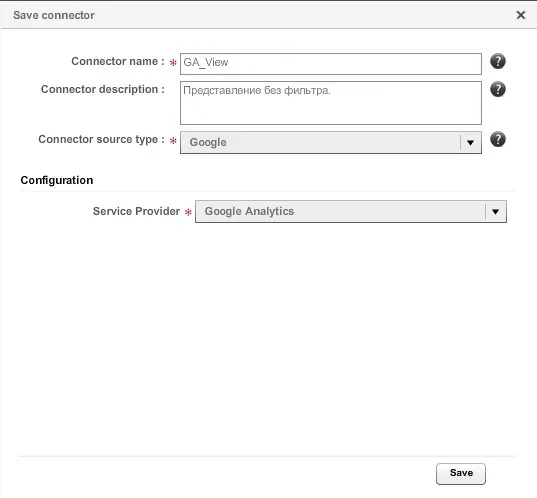 Save connector
Connector name : * GA_View
Connector description : Представление без фильтра.
Connector source type : * Google
Configuration
Service Provider * Google Analytics
Save